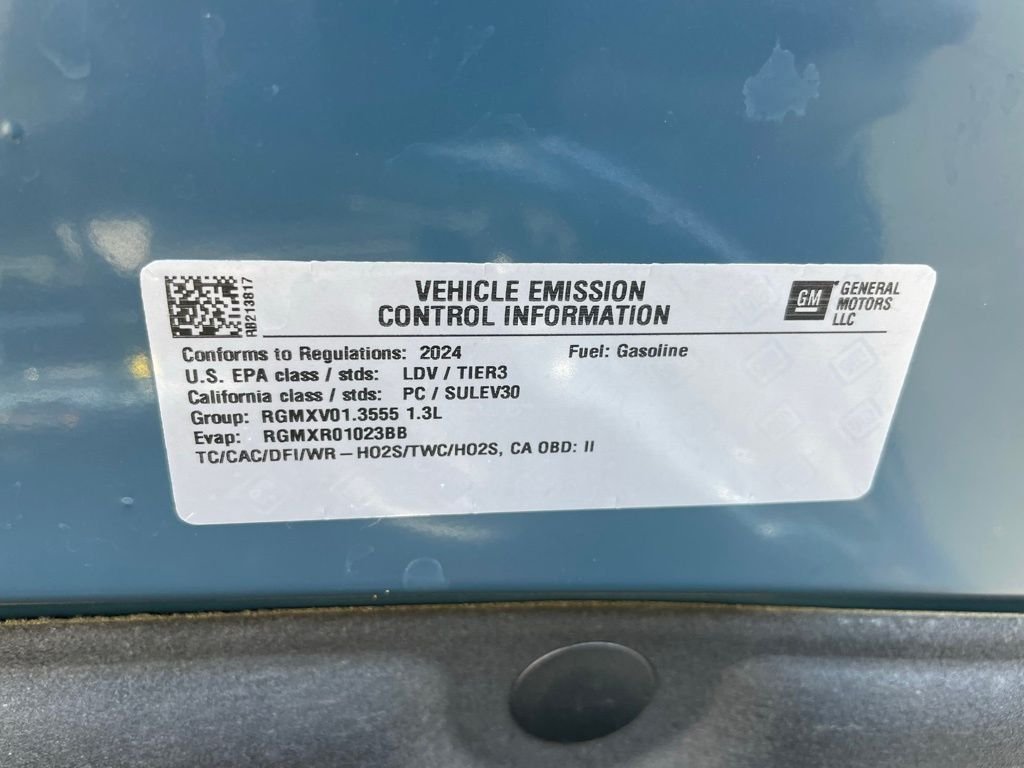 AB213817
VEHICLE EMISSION
CONTROL INFORMATION
GM
GENERAL
MOTORS
LLC
Conforms to Regulations: 2024 Fuel: Gasoline
U.S. EPA class / stds: LDV / TIER3
California class / stds: PC / SULEV30
Group: RGMXV01.3555 1.3L
Evap: RGMXR01023BB
TC/CAC/DFI/WR – HO2S/TWC/HO2S, CA OBD: II